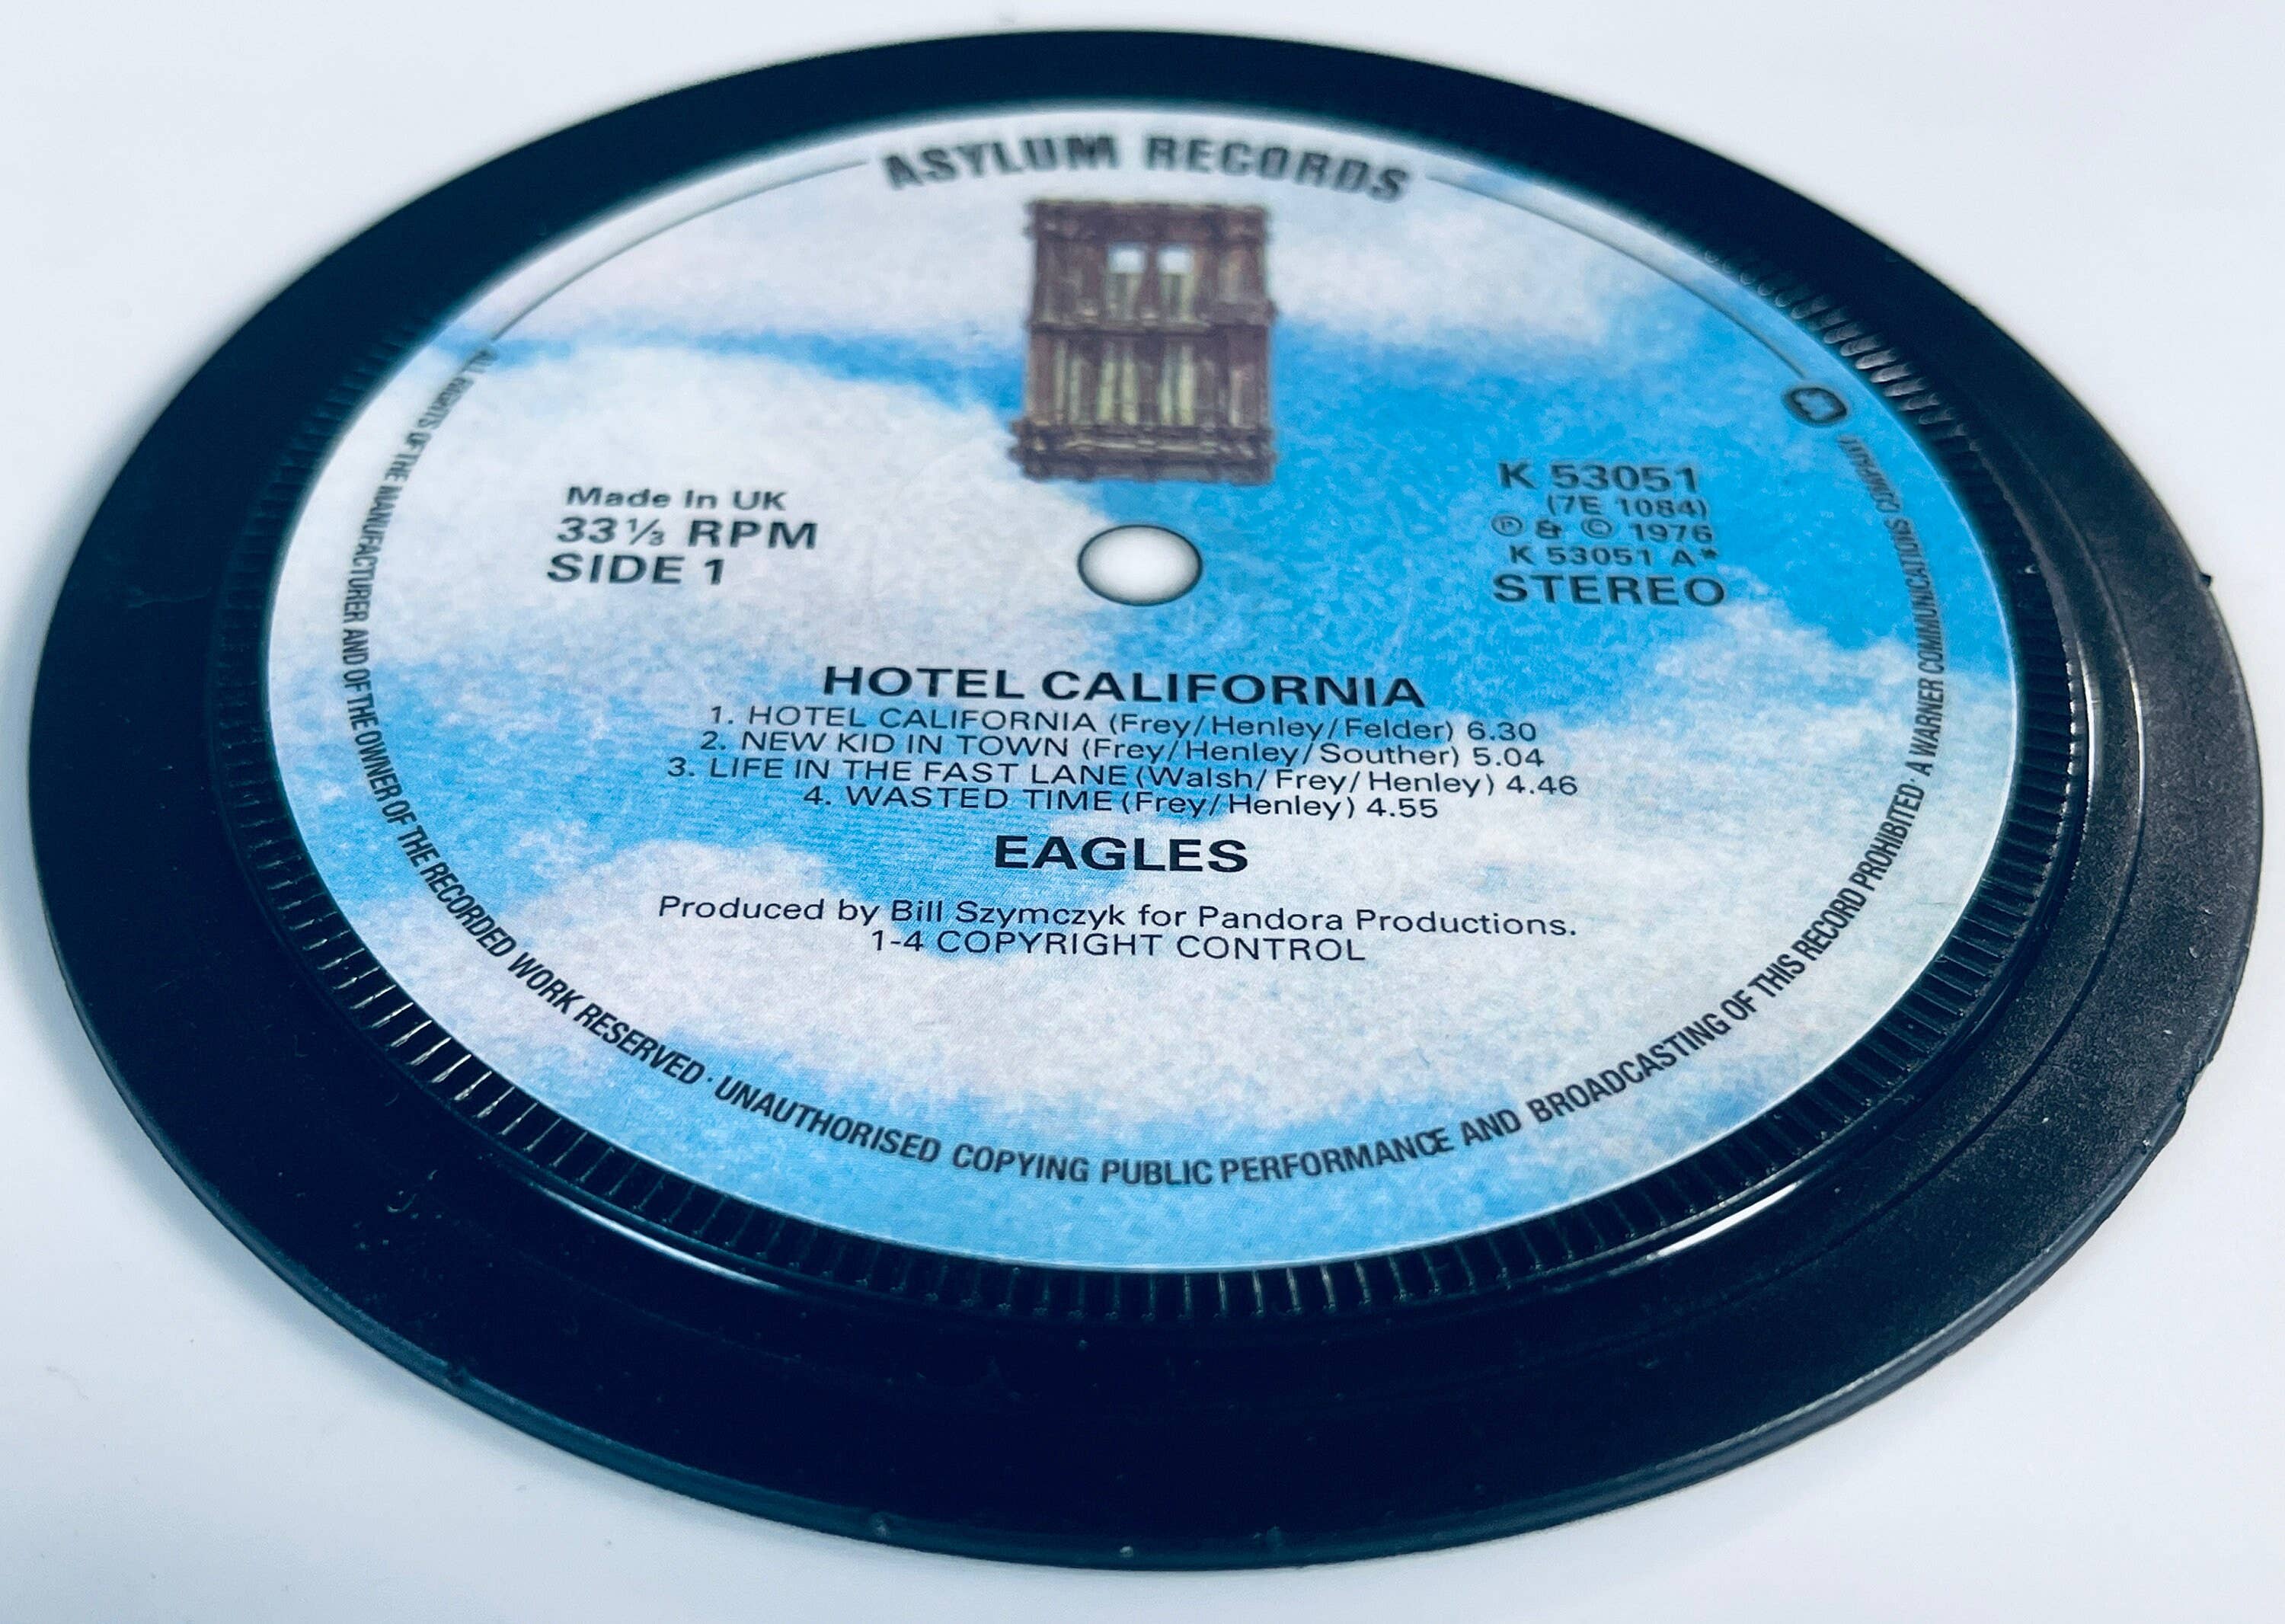 ASYLUM RECORDS
Made In UK
33⅓ RPM
SIDE 1
K 53051
(7E 1084)
℗ & © 1976
K 53051 A*
STEREO
HOTEL CALIFORNIA
1. HOTEL CALIFORNIA (Frey/Henley/Felder) 6.30
2. NEW KID IN TOWN (Frey/Henley/Souther) 5.04
3. LIFE IN THE FAST LANE (Walsh/Frey/Henley) 4.46
4. WASTED TIME (Frey/Henley) 4.55
EAGLES
Produced by Bill Szymczyk for Pandora Productions.
1-4 COPYRIGHT CONTROL
ALL RIGHTS OF THE MANUFACTURER AND OF THE OWNER OF THE RECORDED WORK RESERVED · UNAUTHORISED COPYING PUBLIC PERFORMANCE AND BROADCASTING OF THIS RECORD PROHIBITED · A WARNER COMMUNICATIONS COMPANY